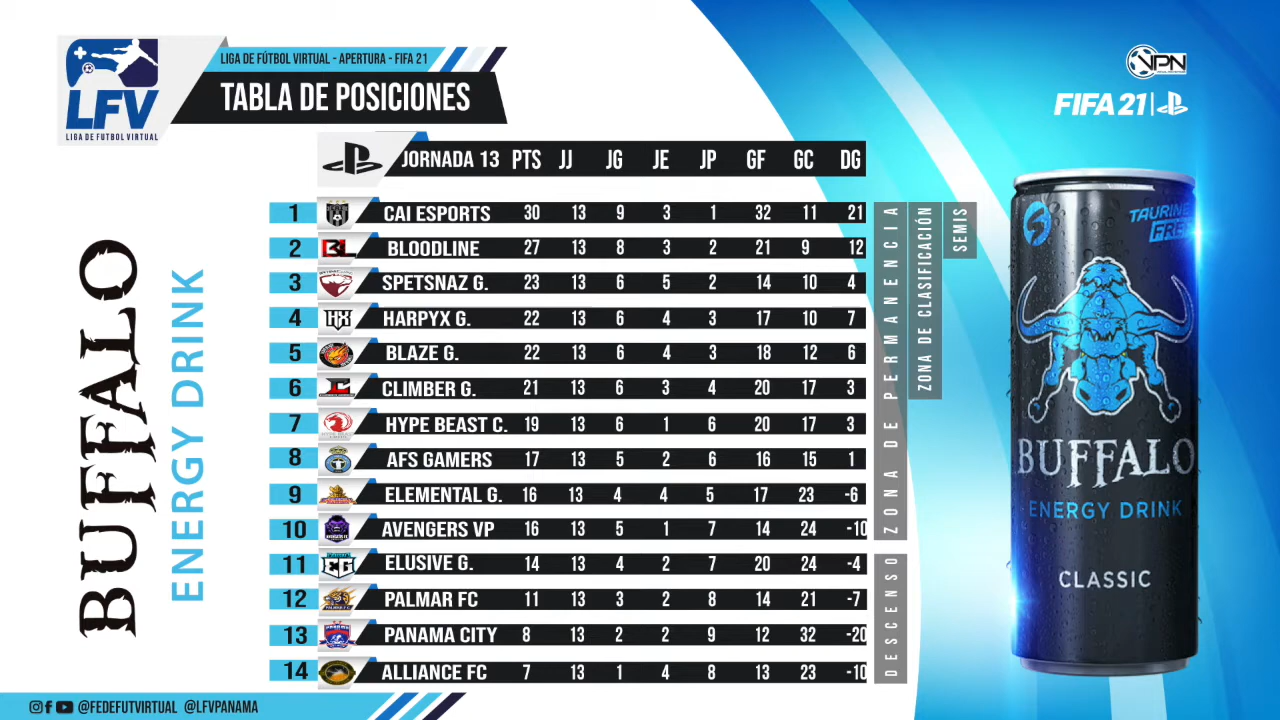 LFV
LIGA DE FUTBOL VIRTUAL
LIGA DE FÚTBOL VIRTUAL - APERTURA - FIFA 21
TABLA DE POSICIONES
VPN
FIFA 21
JORNADA 13 PTS JJ JG JE JP GF GC DG
1 CAI ESPORTS 30 13 9 3 1 32 11 21
2 BL BLOODLINE 27 13 8 3 2 21 9 12
3 SPETSNAZ G. 23 13 6 5 2 14 10 4
4 HX HARPYX G. 22 13 6 4 3 17 10 7
5 BLAZE G. 22 13 6 4 3 18 12 6
6 CLIMBER G. 21 13 6 3 4 20 17 3
7 HYPE BEAST C. 19 13 6 1 6 20 17 3
8 AFS GAMERS 17 13 5 2 6 16 15 1
9 ELEMENTAL G. 16 13 4 4 5 17 23 -6
10 AVENGERS VP 16 13 5 1 7 14 24 -10
11 EG ELUSIVE G. 14 13 4 2 7 20 24 -4
12 PALMAR FC 11 13 3 2 8 14 21 -7
13 PANAMA CITY 8 13 2 2 9 12 32 -20
14 ALLIANCE FC 7 13 1 4 8 13 23 -10
ZONA DE PERMANENCIA
ZONA DE CLASIFICACIÓN
SEMIS
DESCENSO
BUFFALO
ENERGY DRINK
TAURINE
FREE
BUFFALO
ENERGY DRINK
CLASSIC
@FEDEFUTVIRTUAL @LFVPANAMA